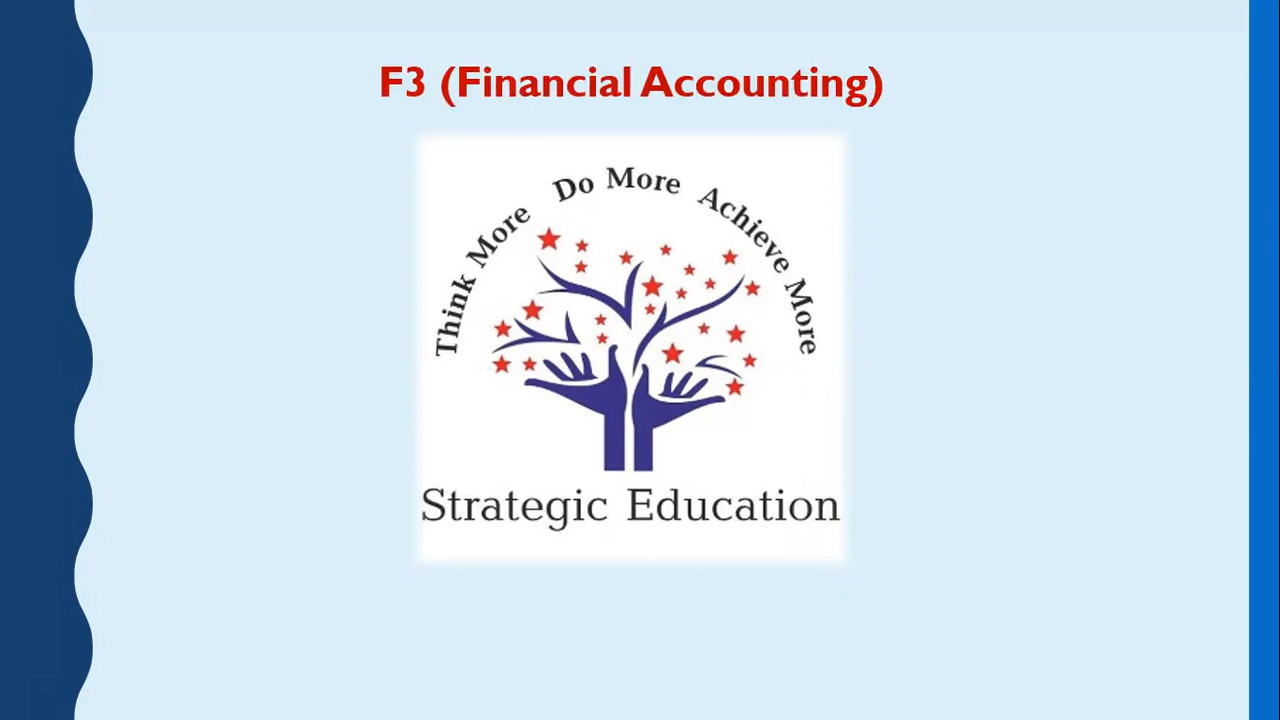 F3 (Financial Accounting)
Think More Do More Achieve More
Strategic Education